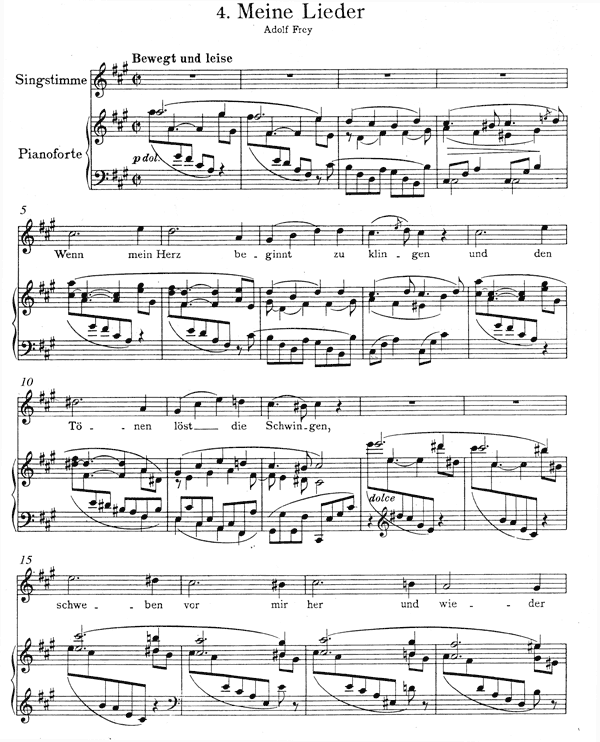 4. Meine Lieder
Adolf Frey
Bewegt und leise
Singstimme
Pianoforte
p dol.
5
Wenn mein Herz be - ginnt zu klin - gen und den
10
Tö - nen löst die Schwin - gen,
dolce
15
schwe - ben vor mir her und wie - der